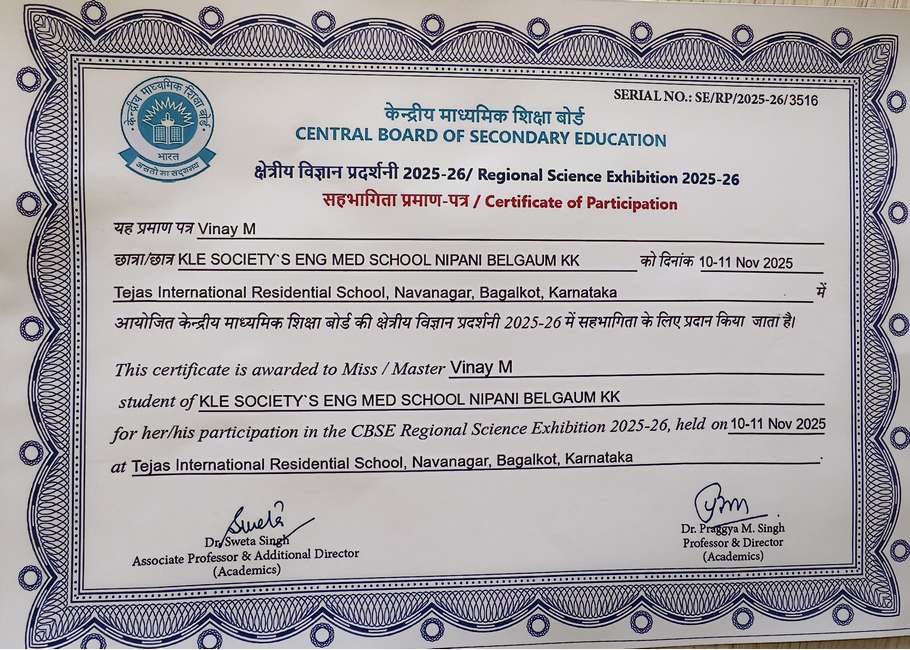 SERIAL NO.: SE/RP/2025-26/3516
केन्द्रीय माध्यमिक शिक्षा बोर्ड
भारत
असतो मा सद्गमय
केन्द्रीय माध्यमिक शिक्षा बोर्ड
CENTRAL BOARD OF SECONDARY EDUCATION
क्षेत्रीय विज्ञान प्रदर्शनी 2025-26/ Regional Science Exhibition 2025-26
सहभागिता प्रमाण-पत्र / Certificate of Participation
यह प्रमाण पत्र Vinay M
छात्रा/छात्र KLE SOCIETY`S ENG MED SCHOOL NIPANI BELGAUM KK को दिनांक 10-11 Nov 2025
Tejas International Residential School, Navanagar, Bagalkot, Karnataka में
आयोजित केन्द्रीय माध्यमिक शिक्षा बोर्ड की क्षेत्रीय विज्ञान प्रदर्शनी 2025-26 में सहभागिता के लिए प्रदान किया जाता है।
This certificate is awarded to Miss / Master Vinay M
student of KLE SOCIETY`S ENG MED SCHOOL NIPANI BELGAUM KK
for her/his participation in the CBSE Regional Science Exhibition 2025-26, held on 10-11 Nov 2025
at Tejas International Residential School, Navanagar, Bagalkot, Karnataka.
Sweta
Dr. Sweta Singh
Associate Professor & Additional Director
(Academics)
Dr. Praggya M. Singh
Professor & Director
(Academics)